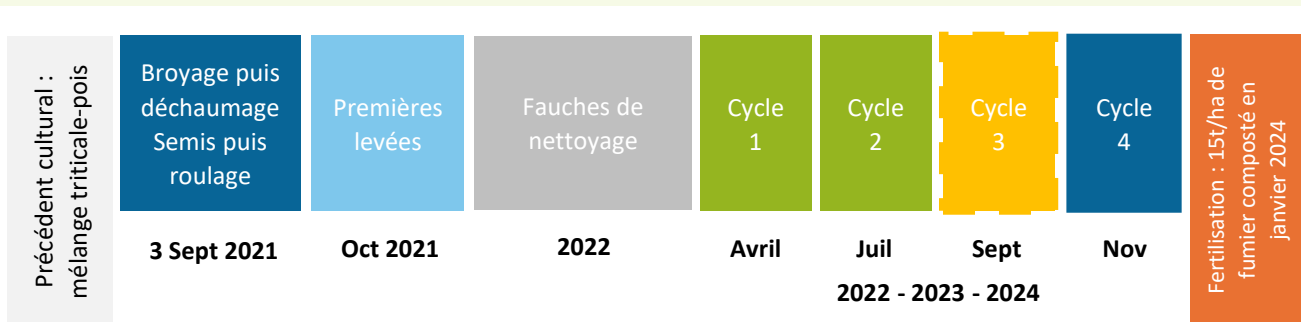 Précédent cultural :
mélange triticale-pois
Broyage puis
déchaumage
Semis puis
roulage
3 Sept 2021
Premières
levées
Oct 2021
Fauches de
nettoyage
2022
Cycle
1
Avril
Cycle
2
Juil
Cycle
3
Sept
Cycle
4
Nov
2022 - 2023 - 2024
Fertilisation : 15t/ha de
fumier composté en
janvier 2024